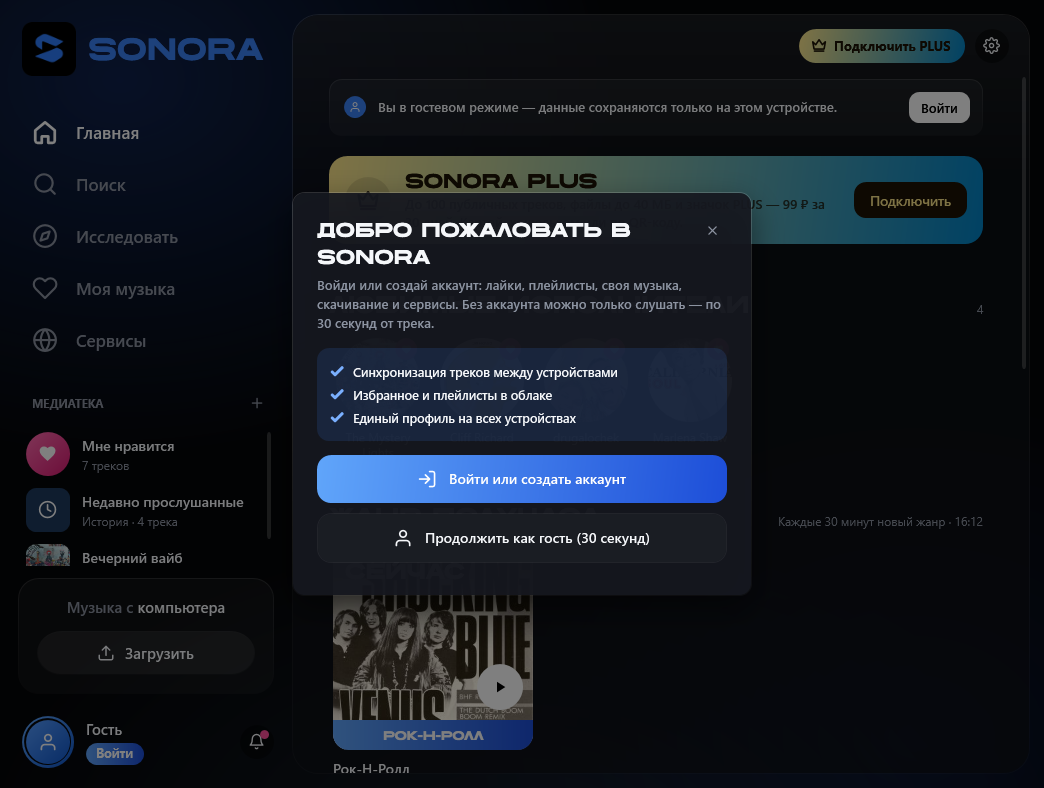 SONORA
Подключить PLUS
Вы в гостевом режиме — данные сохраняются только на этом устройстве.
Войти
Главная
Поиск
Исследовать
Моя музыка
Сервисы
SONORA PLUS
PLUS — 99 ₽ за
Подключить
ДОБРО ПОЖАЛОВАТЬ В
SONORA
Войди или создай аккаунт: лайки, плейлисты, своя музыка,
скачивание и сервисы. Без аккаунта можно только слушать — по
30 секунд от трека.
4
Синхронизация треков между устройствами
Избранное и плейлисты в облаке
Единый профиль на всех устройствах
Войти или создать аккаунт
Продолжить как гость (30 секунд)
Каждые 30 минут новый жанр · 16:12
МЕДИАТЕКА
Мне нравится
7 треков
Недавно прослушанные
История · 4 трека
Вечерний вайб
Музыка с компьютера
Загрузить
Гость
Войти
SHOCKING
BLUE
VENUS
THE DUTCH BOOM
BOOM REMIX
РОК-Н-РОЛЛ
Рок-Н-Ролл